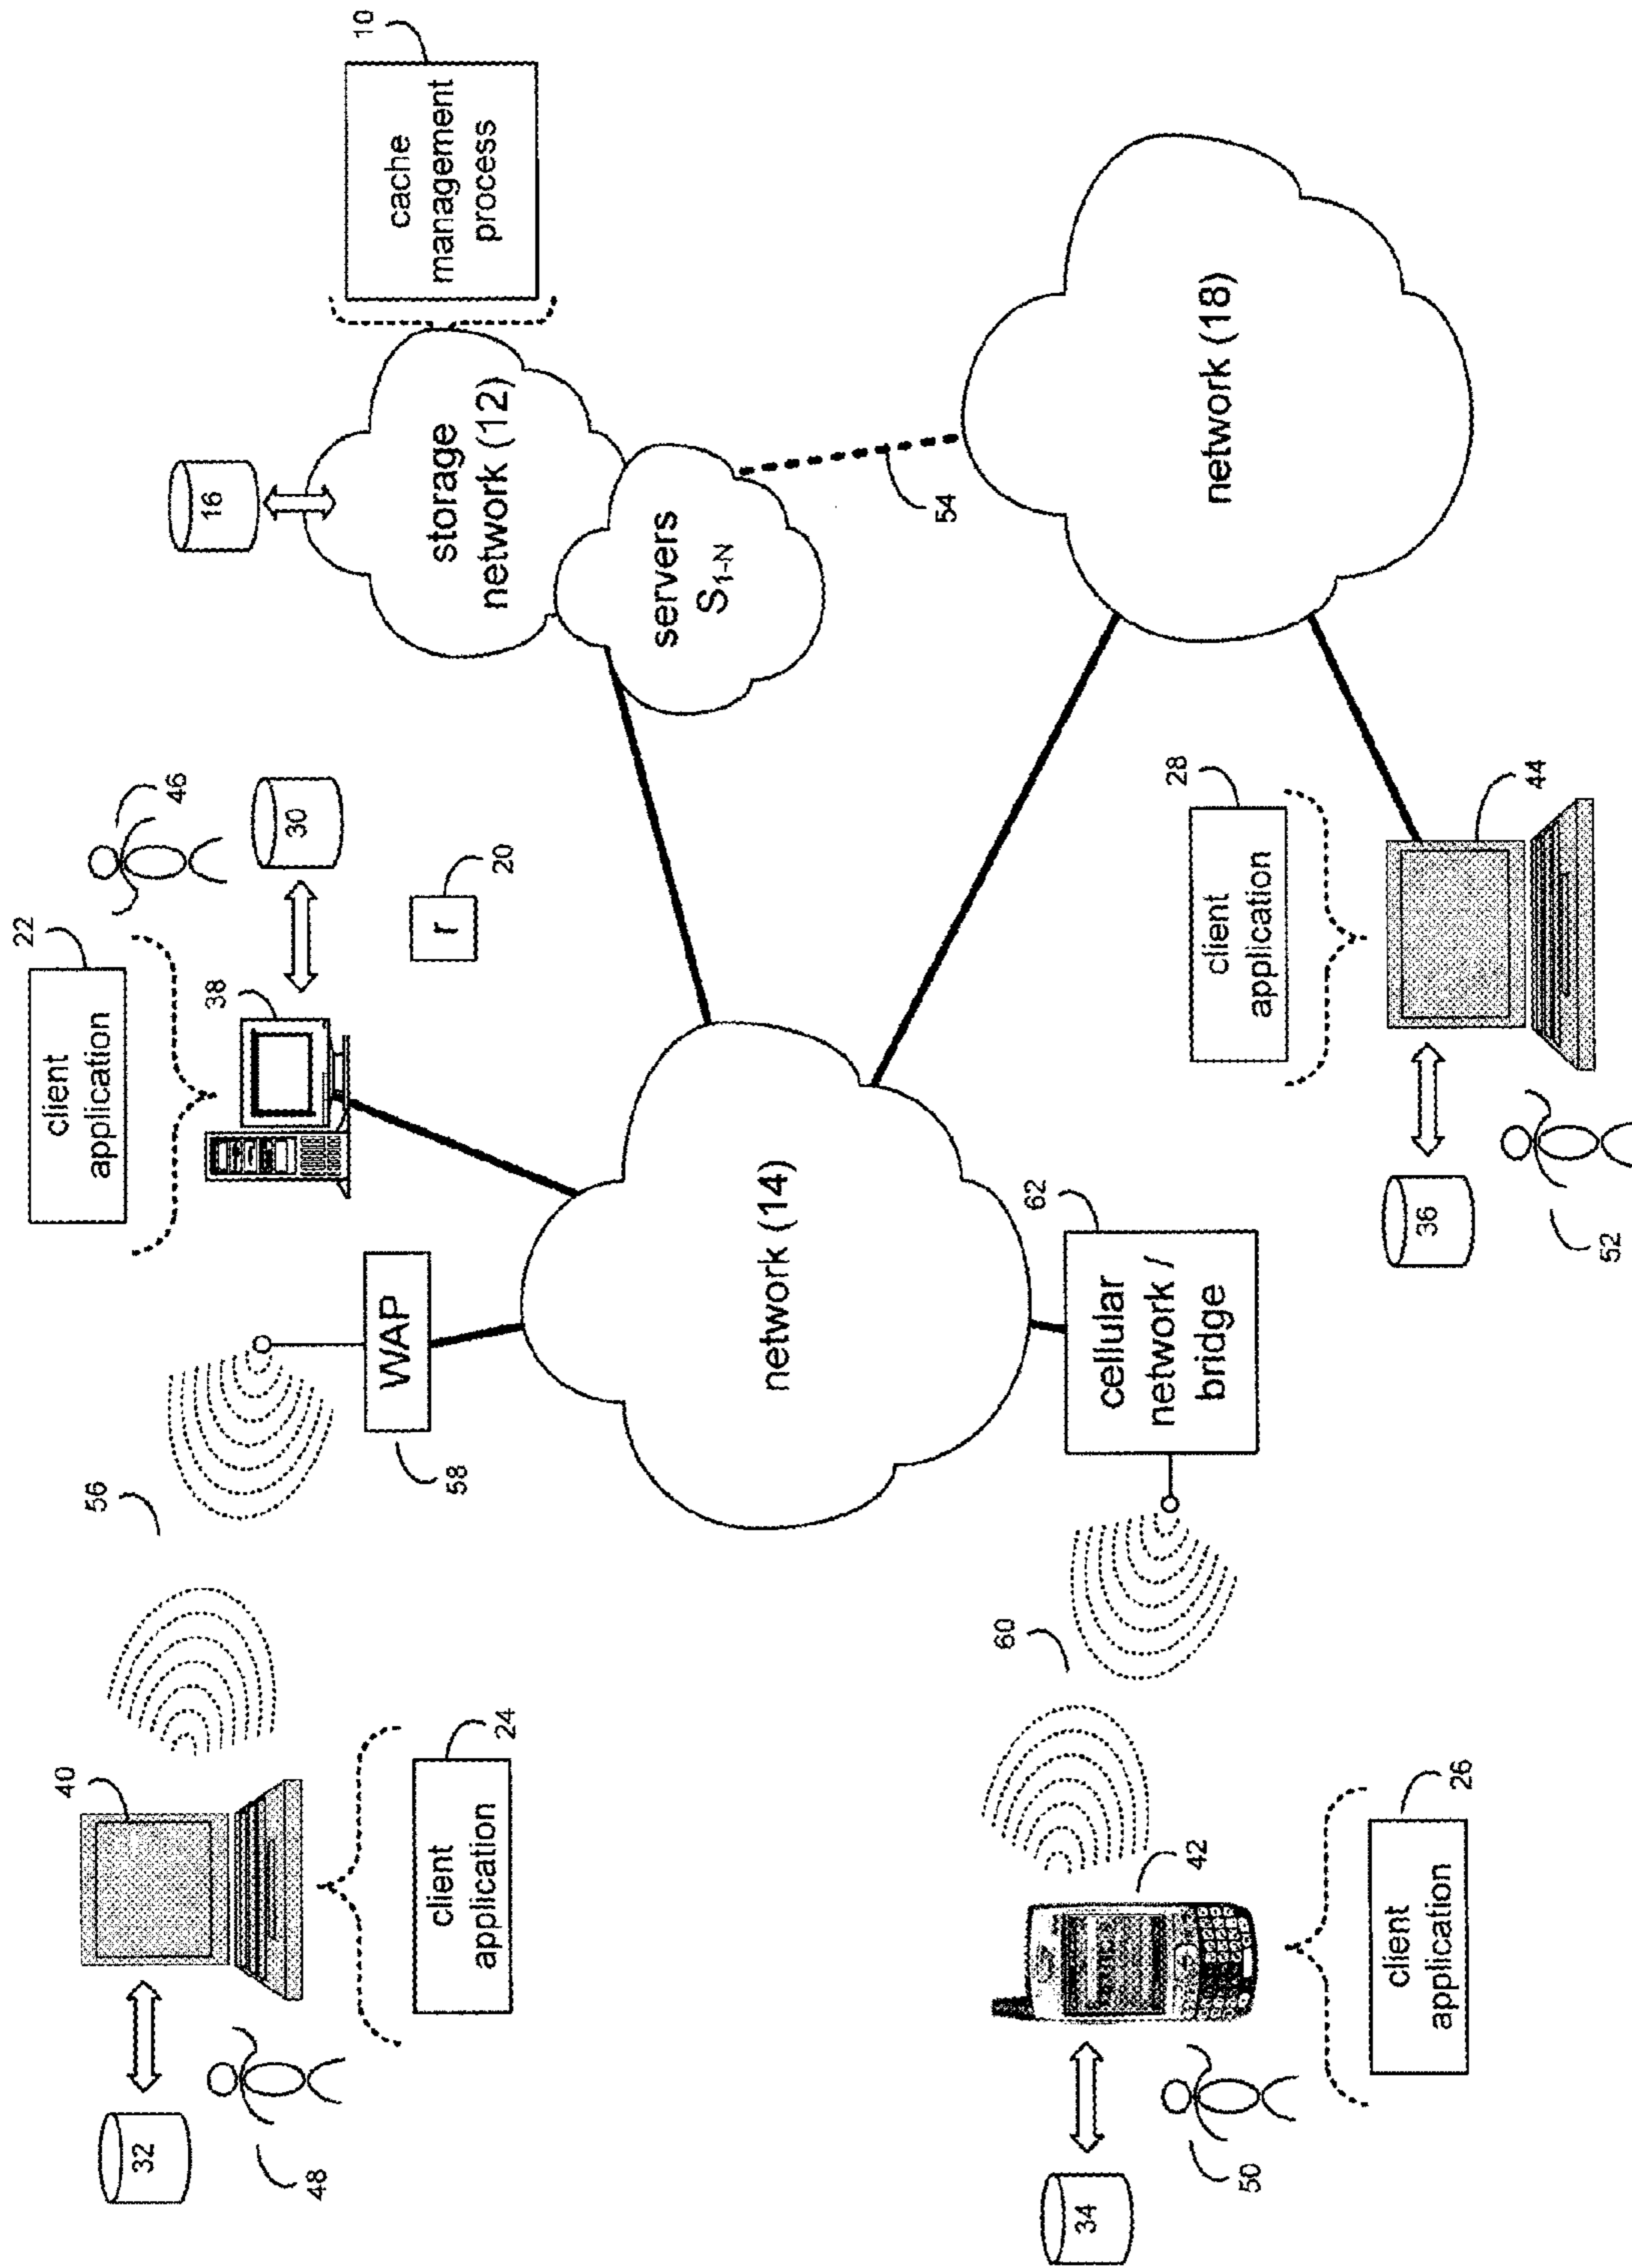 22
client
application
40
56
46
32
16
38
30
48
58
WAP
client
application
24
r
20
storage
network (12)
cache
management
process
10
servers
S1-N
network (14)
54
60
62
34
42
cellular
network /
bridge
50
client
application
28
network (18)
client
application
26
36
44
52